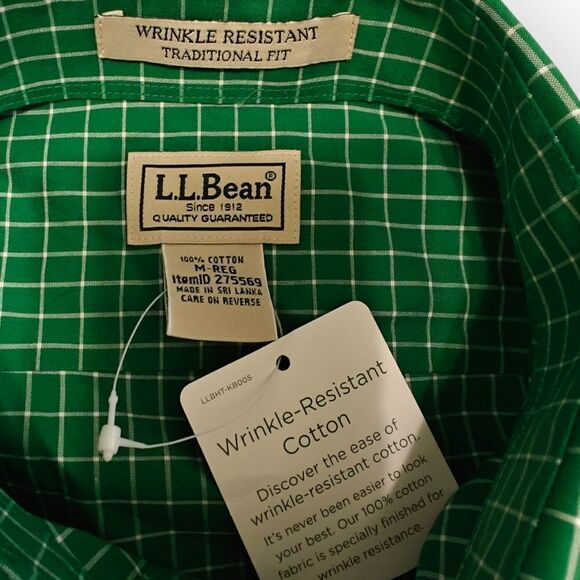 WRINKLE RESISTANT
TRADITIONAL FIT
L.L.Bean®
Since 1912
QUALITY GUARANTEED
100% COTTON
M-REG
ItemID 275569
MADE IN SRI LANKA
CARE ON REVERSE
LLBHT-KB005
Wrinkle-Resistant
Cotton
Discover the ease of
wrinkle-resistant cotton.
It's never been easier to look
your best. Our 100% cotton
fabric is specially finished for
wrinkle resistance.